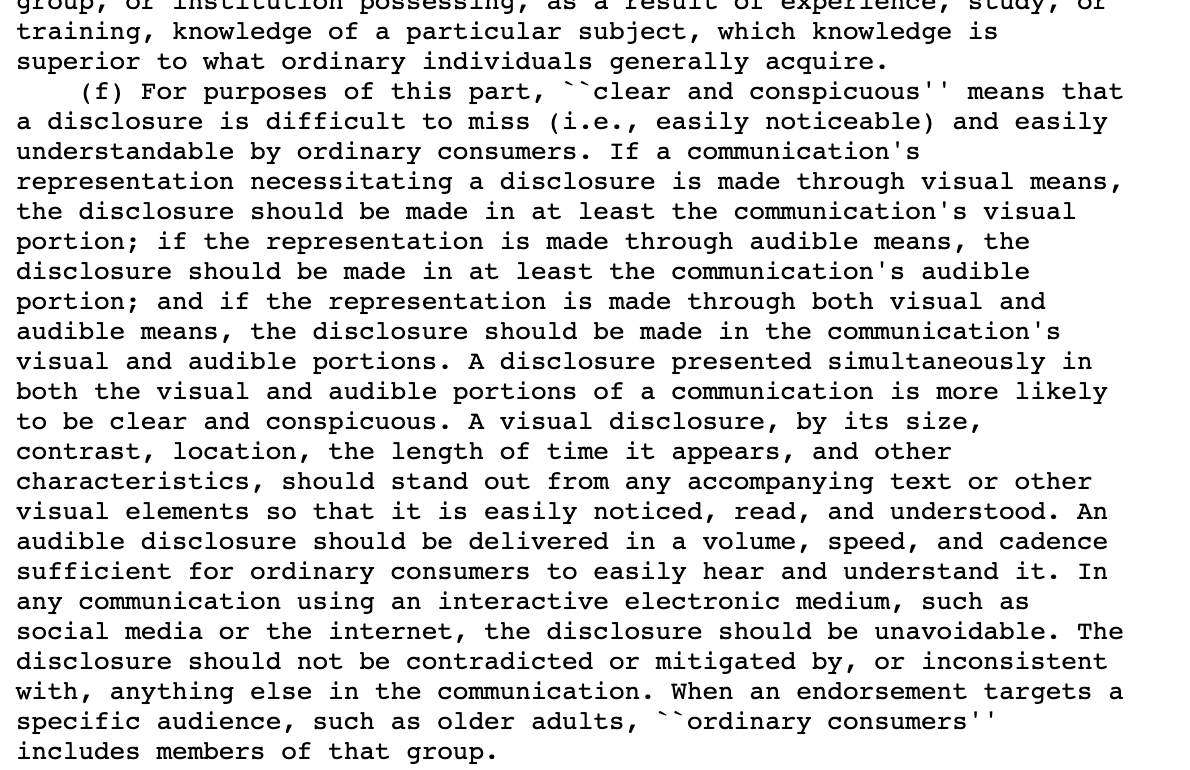 group, or institution possessing, as a result of experience, study, or
training, knowledge of a particular subject, which knowledge is
superior to what ordinary individuals generally acquire.
(f) For purposes of this part, ``clear and conspicuous'' means that
a disclosure is difficult to miss (i.e., easily noticeable) and easily
understandable by ordinary consumers. If a communication's
representation necessitating a disclosure is made through visual means,
the disclosure should be made in at least the communication's visual
portion; if the representation is made through audible means, the
disclosure should be made in at least the communication's audible
portion; and if the representation is made through both visual and
audible means, the disclosure should be made in the communication's
visual and audible portions. A disclosure presented simultaneously in
both the visual and audible portions of a communication is more likely
to be clear and conspicuous. A visual disclosure, by its size,
contrast, location, the length of time it appears, and other
characteristics, should stand out from any accompanying text or other
visual elements so that it is easily noticed, read, and understood. An
audible disclosure should be delivered in a volume, speed, and cadence
sufficient for ordinary consumers to easily hear and understand it. In
any communication using an interactive electronic medium, such as
social media or the internet, the disclosure should be unavoidable. The
disclosure should not be contradicted or mitigated by, or inconsistent
with, anything else in the communication. When an endorsement targets a
specific audience, such as older adults, ``ordinary consumers''
includes members of that group.